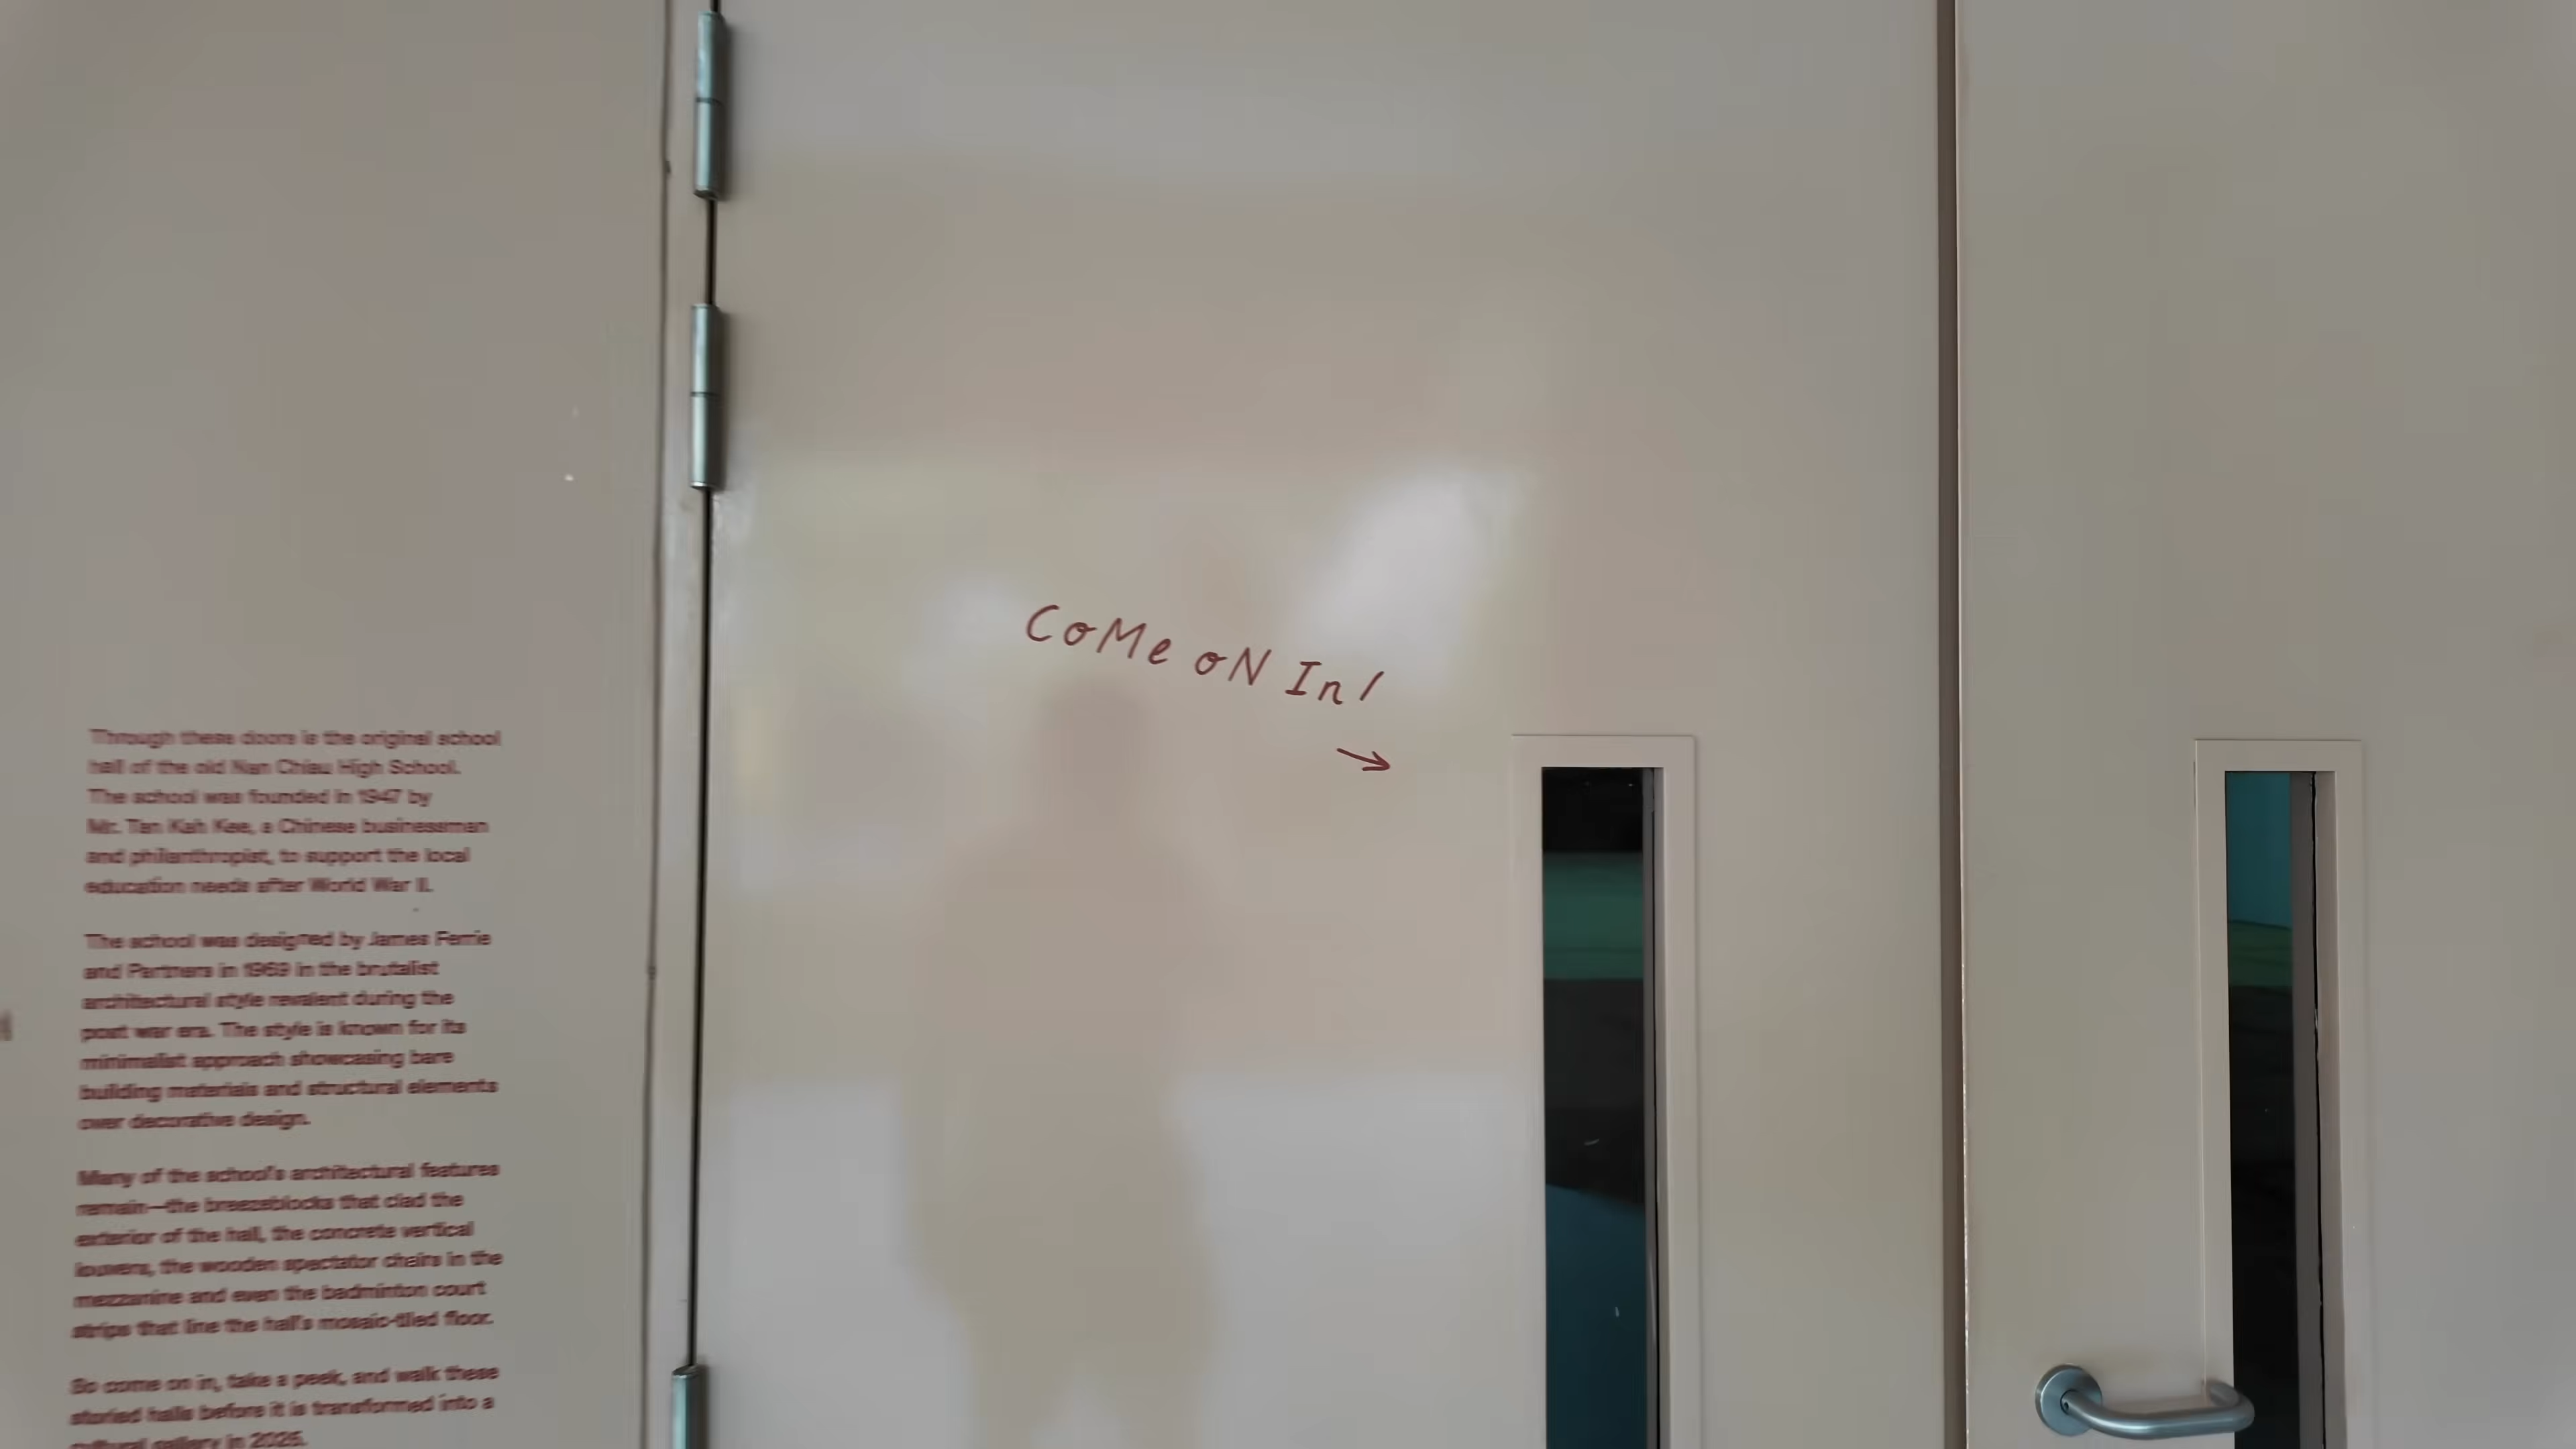 Through these doors is the original school
hall of the old Nan Chiau High School.
The school was founded in 1947 by
Mr. Tan Kah Kee, a Chinese businessman
and philanthropist, to support the local
education needs after World War II.
The school was designed by James Ferrie
and Partners in 1969 in the brutalist
architectural style revalent during the
post war era. The style is known for its
minimalist approach showcasing bare
building materials and structural elements
over decorative design.
Many of the school's architectural features
remain—the breezeblocks that clad the
exterior of the hall, the concrete vertical
louvers, the wooden spectator chairs in the
mezzanine and even the badminton court
strips that line the hall's mosaic-tiled floor.
So come on in, take a peek, and walk these
storied halls before it is transformed into a
cultural gallery in 2026.
CoMe oN In!
→